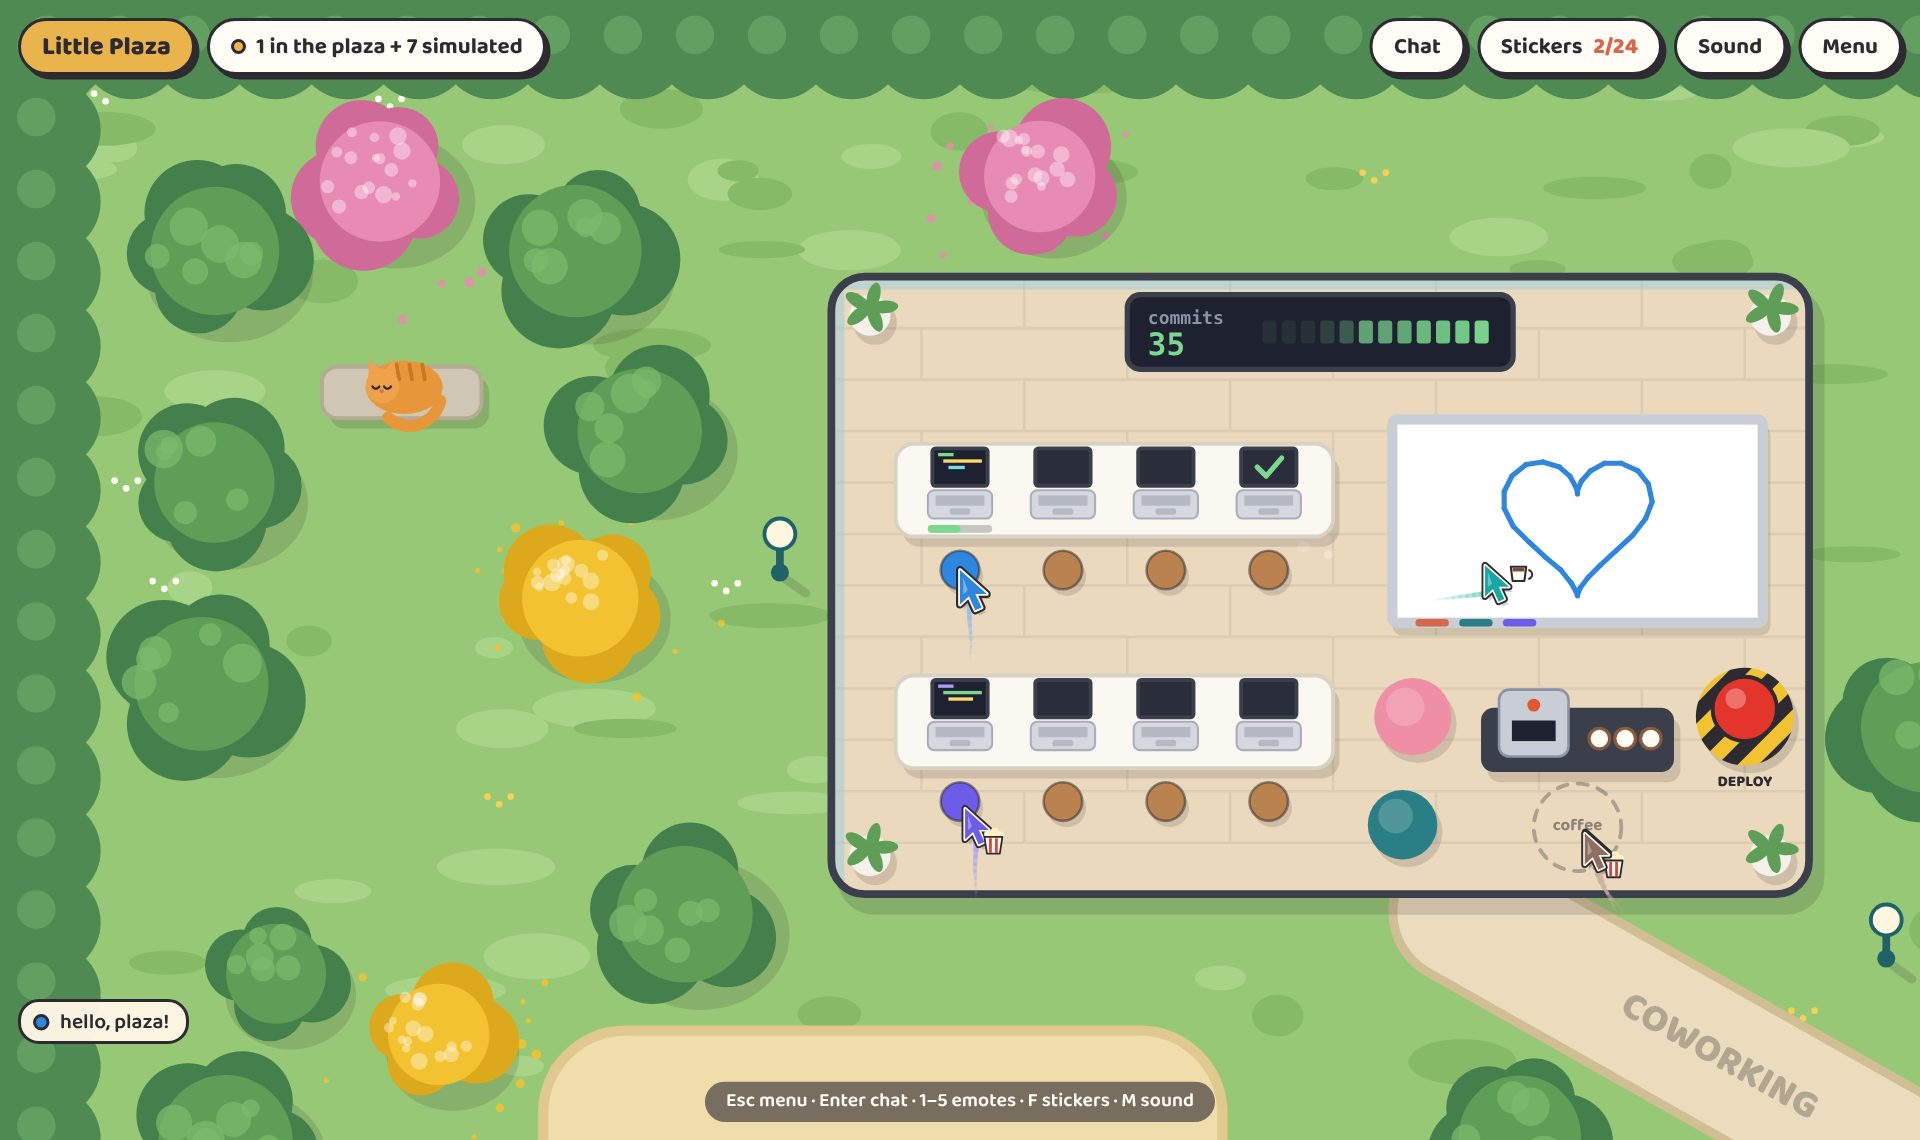 Little Plaza
1 in the plaza + 7 simulated
Chat
Stickers 2/24
Sound
Menu
commits
35
DEPLOY
coffee
hello, plaza!
COWORKING
Esc menu · Enter chat · 1–5 emotes · F stickers · M sound